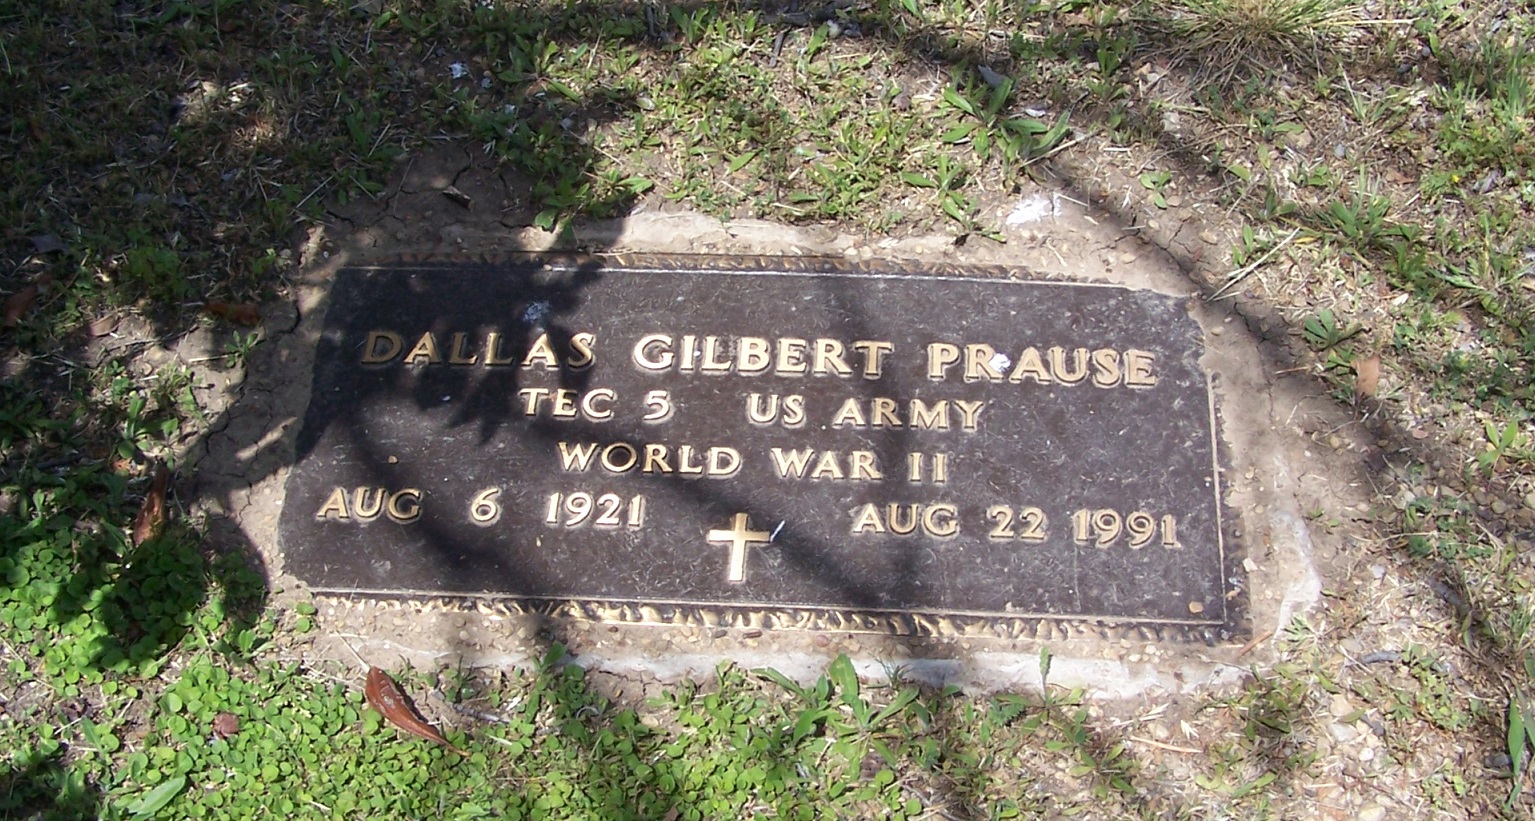 DALLAS GILBERT PRAUSE
TEC 5 US ARMY
WORLD WAR II
AUG 6 1921 AUG 22 1991